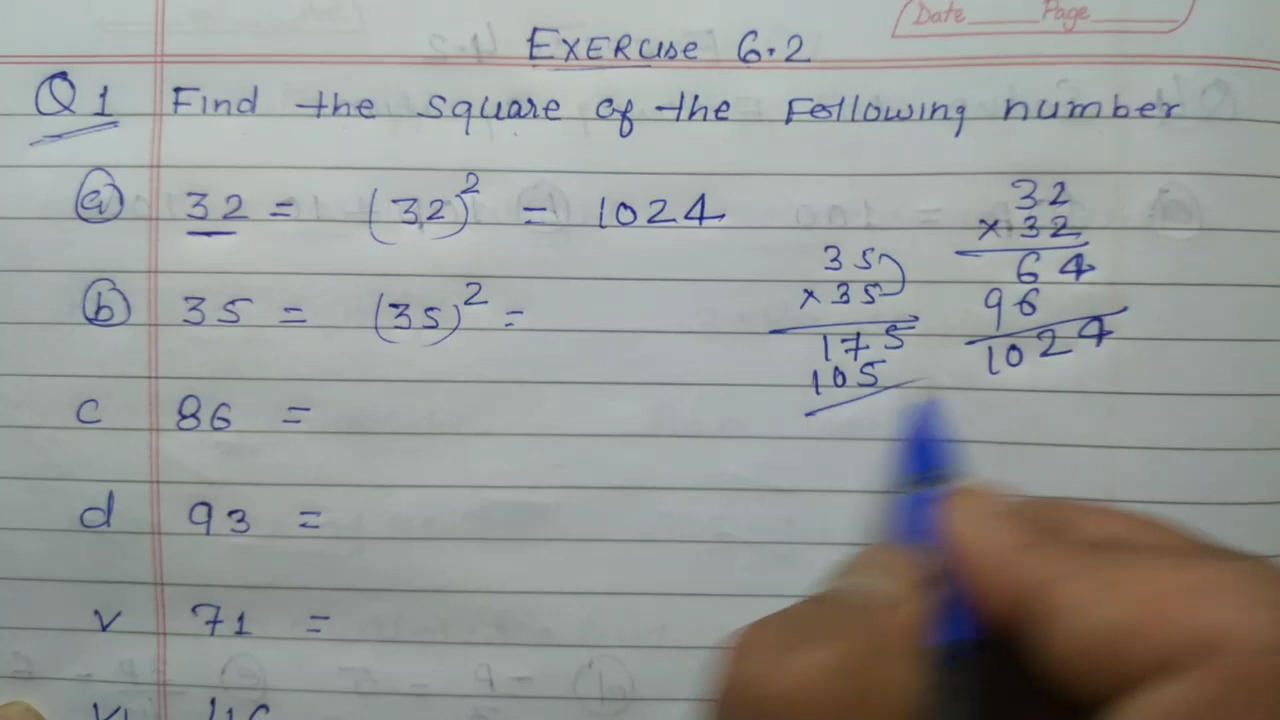 Date Page
Exercise 6.2
Q1 Find the square of the Following number
(a) 32 = (32)² = 1024
32
× 32
64
96
1024
(b) 35 = (35)² =
35
× 35
175
105
c 86 =
d 93 =
v 71 =